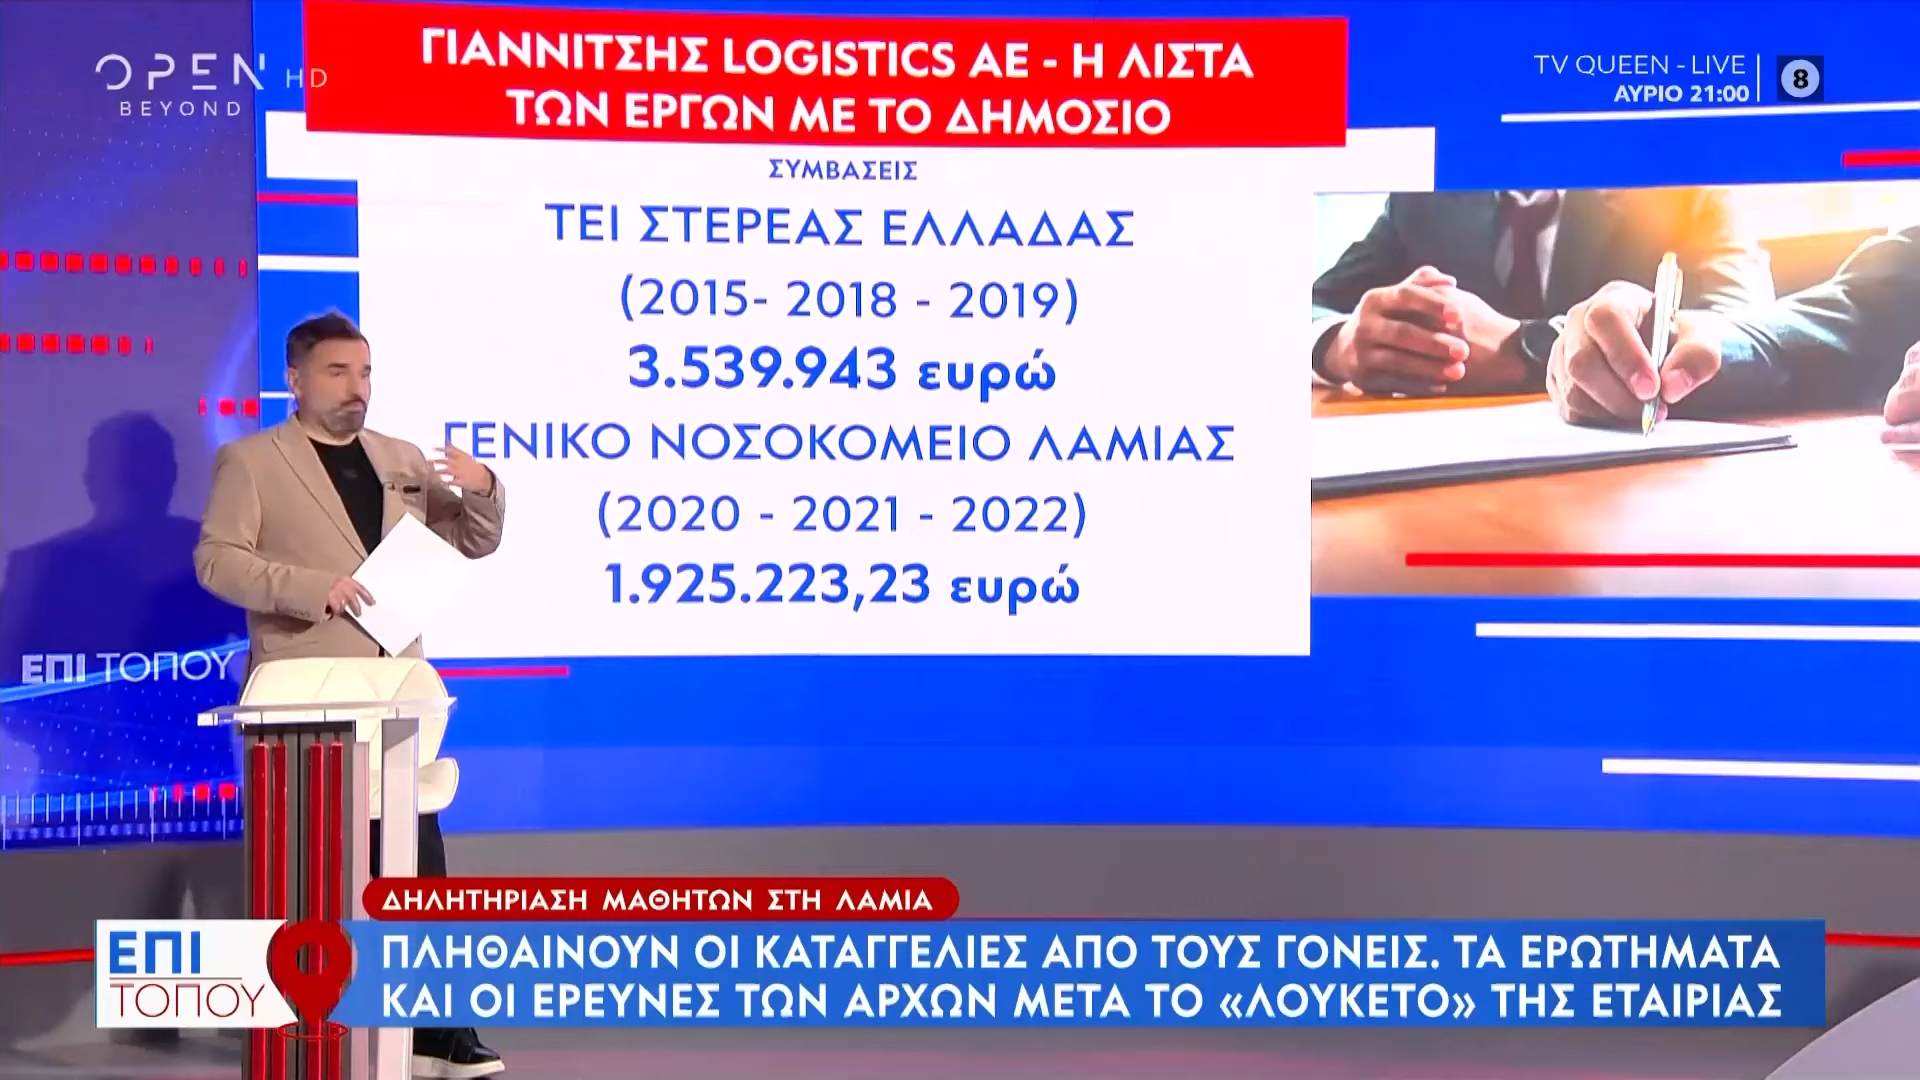 ΓΙΑΝΝΙΤΣΗΣ LOGISTICS ΑΕ - Η ΛΙΣΤΑ
ΤΩΝ ΕΡΓΩΝ ΜΕ ΤΟ ΔΗΜΟΣΙΟ
OPEN HD
BEYOND
TV QUEEN - LIVE
ΑΥΡΙΟ 21:00
8
ΣΥΜΒΑΣΕΙΣ
ΤΕΙ ΣΤΕΡΕΑΣ ΕΛΛΑΔΑΣ
(2015- 2018 - 2019)
3.539.943 ευρώ
ΓΕΝΙΚΟ ΝΟΣΟΚΟΜΕΙΟ ΛΑΜΙΑΣ
(2020 - 2021 - 2022)
1.925.223,23 ευρώ
ΕΠΙ ΤΟΠΟΥ
ΔΗΛΗΤΗΡΙΑΣΗ ΜΑΘΗΤΩΝ ΣΤΗ ΛΑΜΙΑ
ΕΠΙ
ΤΟΠΟΥ
ΠΛΗΘΑΙΝΟΥΝ ΟΙ ΚΑΤΑΓΓΕΛΙΕΣ ΑΠΟ ΤΟΥΣ ΓΟΝΕΙΣ. ΤΑ ΕΡΩΤΗΜΑΤΑ
ΚΑΙ ΟΙ ΕΡΕΥΝΕΣ ΤΩΝ ΑΡΧΩΝ ΜΕΤΑ ΤΟ «ΛΟΥΚΕΤΟ» ΤΗΣ ΕΤΑΙΡΙΑΣ